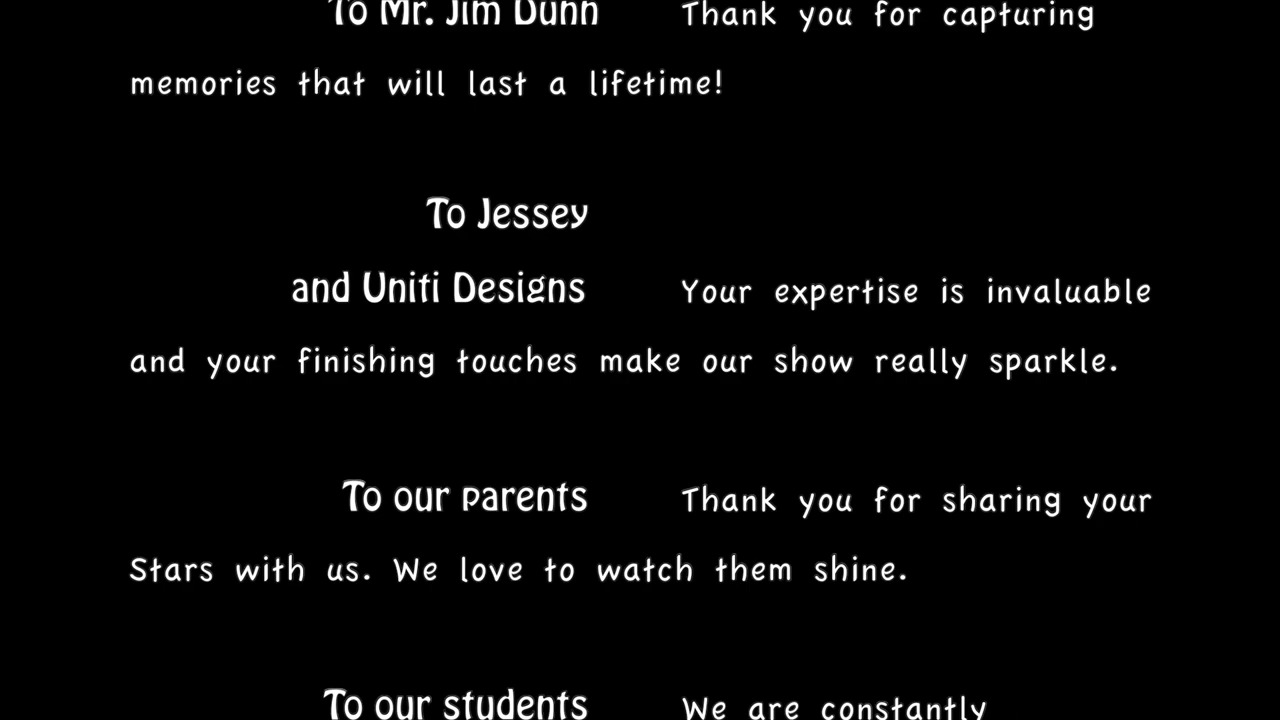 To Mr. Jim Dunn Thank you for capturing
memories that will last a lifetime!
To Jessey
and Uniti Designs Your expertise is invaluable
and your finishing touches make our show really sparkle.
To our parents Thank you for sharing your
Stars with us. We love to watch them shine.
To our students We are constantly